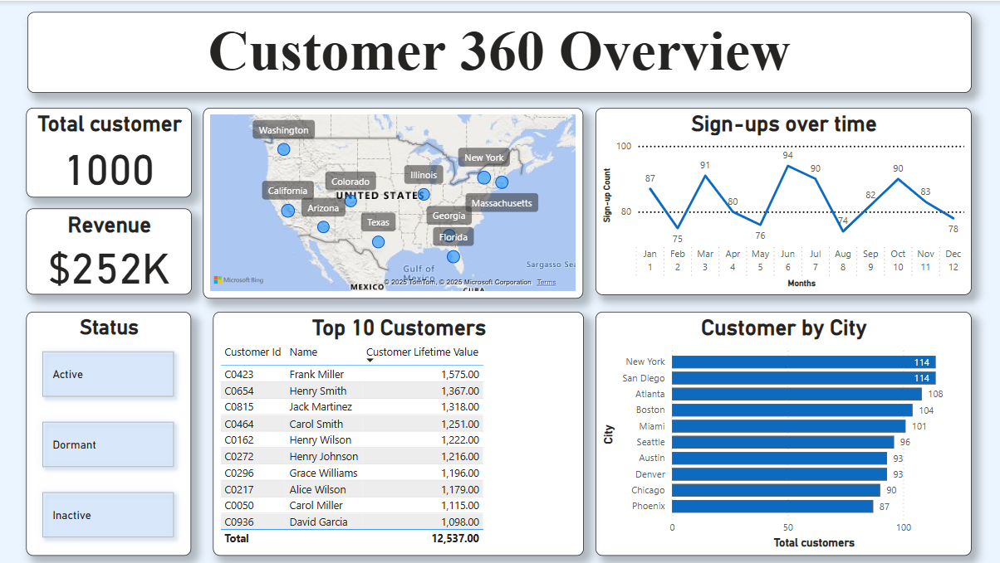 Customer 360 Overview
Total customer
1000
Revenue
$252K
Washington
New York
Illinois
Colorado
California
UNITED STATES
Massachusetts
Arizona
Georgia
Texas
Florida
Gulf of
Mexico
Sargasso Sea
Microsoft Bing
© 2025 TomTom, © 2025 Microsoft Corporation Terms
MEXICO
CUBA
Sign-ups over time
Sign-up Count
100
80
87
75
91
80
76
94
90
74
82
90
83
78
Jan Feb Mar Apr May Jun Jul Aug Sep Oct Nov Dec
1 2 3 4 5 6 7 8 9 10 11 12
Months
Status
Active
Dormant
Inactive
Top 10 Customers
Customer Id Name Customer Lifetime Value
C0423 Frank Miller 1,575.00
C0654 Henry Smith 1,367.00
C0815 Jack Martinez 1,318.00
C0464 Carol Smith 1,251.00
C0162 Henry Wilson 1,222.00
C0272 Henry Johnson 1,216.00
C0296 Grace Williams 1,196.00
C0217 Alice Wilson 1,179.00
C0050 Carol Miller 1,115.00
C0936 David Garcia 1,098.00
Total 12,537.00
Customer by City
City
New York 114
San Diego 114
Atlanta 108
Boston 104
Miami 101
Seattle 96
Austin 93
Denver 93
Chicago 90
Phoenix 87
0 50 100
Total customers